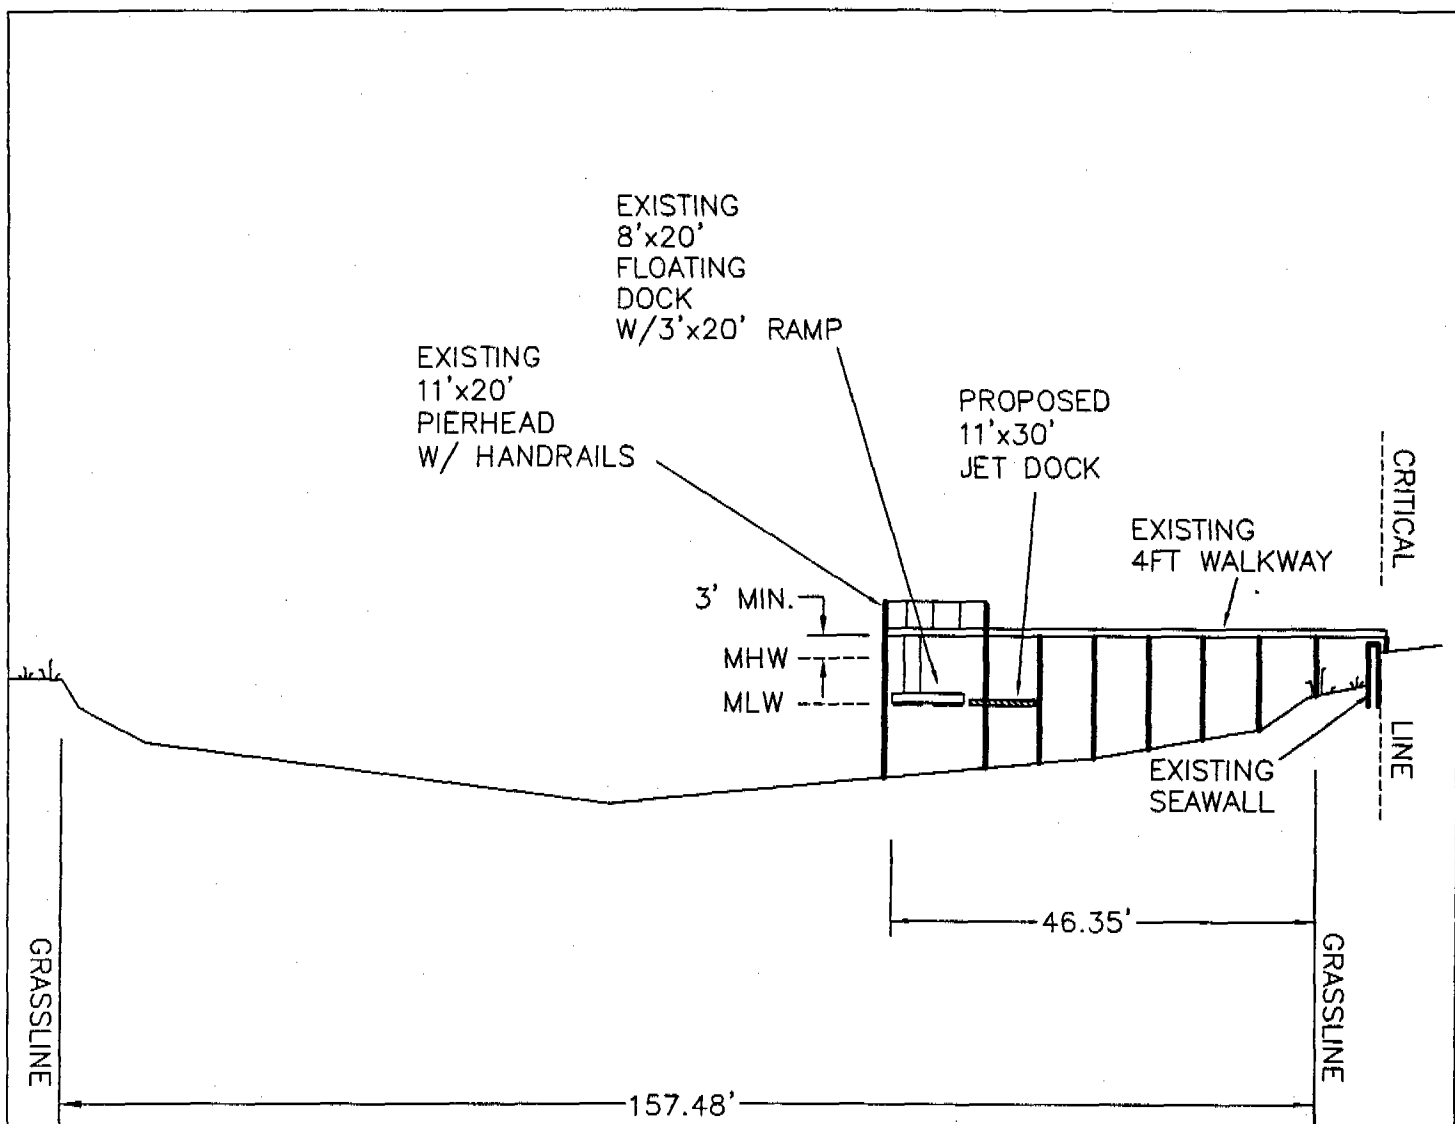 EXISTING
8'x20'
FLOATING
DOCK
W/3'x20' RAMP
EXISTING
11'x20'
PIERHEAD
W/ HANDRAILS
PROPOSED
11'x30'
JET DOCK
CRITICAL
EXISTING
4FT WALKWAY
3' MIN.
MHW
MLW
LINE
EXISTING
SEAWALL
46.35'
GRASSLINE
GRASSLINE
157.48'